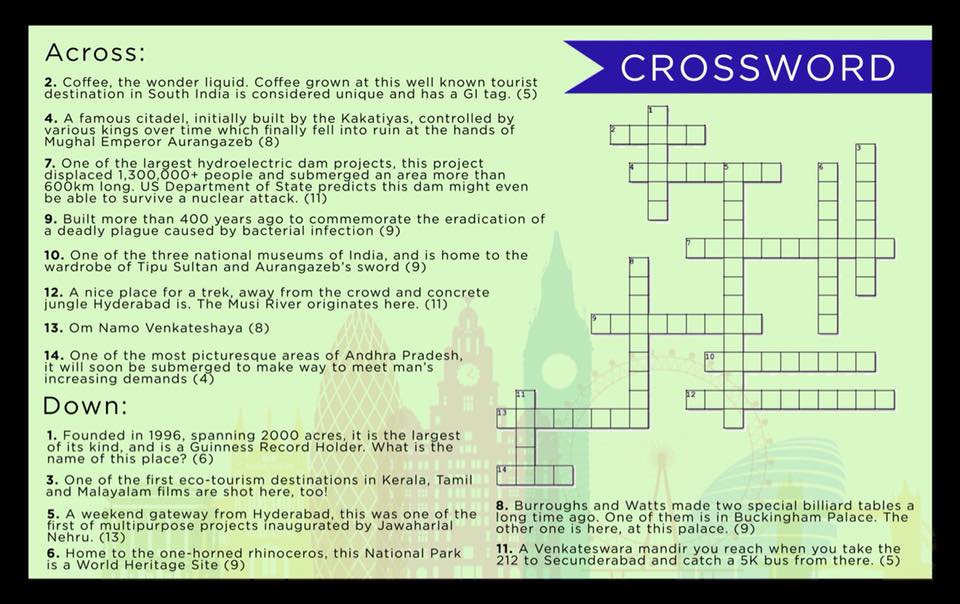 CROSSWORD
Across:
2. Coffee, the wonder liquid. Coffee grown at this well known tourist
destination in South India is considered unique and has a GI tag. (5)
4. A famous citadel, initially built by the Kakatiyas, controlled by
various kings over time which finally fell into ruin at the hands of
Mughal Emperor Aurangazeb (8)
7. One of the largest hydroelectric dam projects, this project
displaced 1,300,000+ people and submerged an area more than
600km long. US Department of State predicts this dam might even
be able to survive a nuclear attack. (11)
9. Built more than 400 years ago to commemorate the eradication of
a deadly plague caused by bacterial infection (9)
10. One of the three national museums of India, and is home to the
wardrobe of Tipu Sultan and Aurangazeb's sword (9)
12. A nice place for a trek, away from the crowd and concrete
jungle Hyderabad is. The Musi River originates here. (11)
13. Om Namo Venkateshaya (8)
14. One of the most picturesque areas of Andhra Pradesh,
it will soon be submerged to make way to meet man's
increasing demands (4)
Down:
1. Founded in 1996, spanning 2000 acres, it is the largest
of its kind, and is a Guinness Record Holder. What is the
name of this place? (6)
3. One of the first eco-tourism destinations in Kerala, Tamil
and Malayalam films are shot here, too!
5. A weekend gateway from Hyderabad, this was one of the
first of multipurpose projects inaugurated by Jawaharlal
Nehru. (13)
6. Home to the one-horned rhinoceros, this National Park
is a World Heritage Site (9)
8. Burroughs and Watts made two special billiard tables a
long time ago. One of them is in Buckingham Palace. The
other one is here, at this palace. (9)
11. A Venkateswara mandir you reach when you take the
212 to Secunderabad and catch a 5K bus from there. (5)
1
2
3
4
5
6
7
8
9
10
11
12
13
14